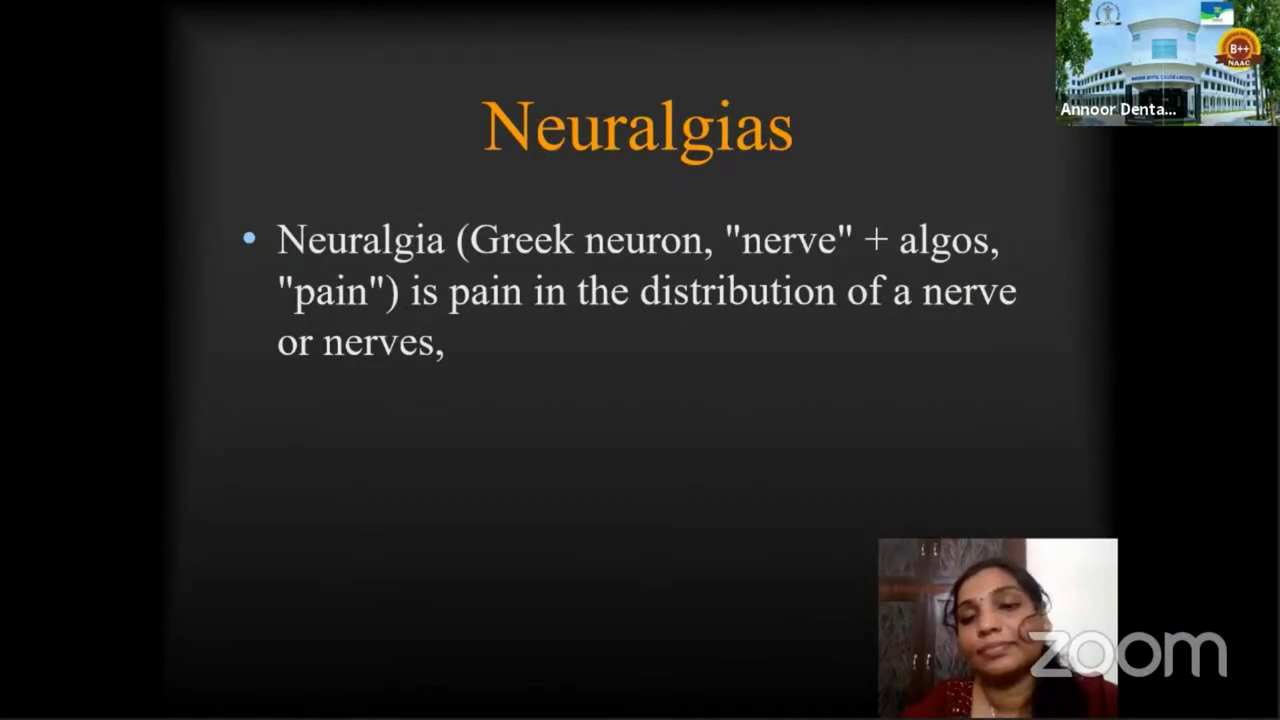 Neuralgias
• Neuralgia (Greek neuron, "nerve" + algos,
"pain") is pain in the distribution of a nerve
or nerves,
B++
NAAC
Annoor Denta...
zoom